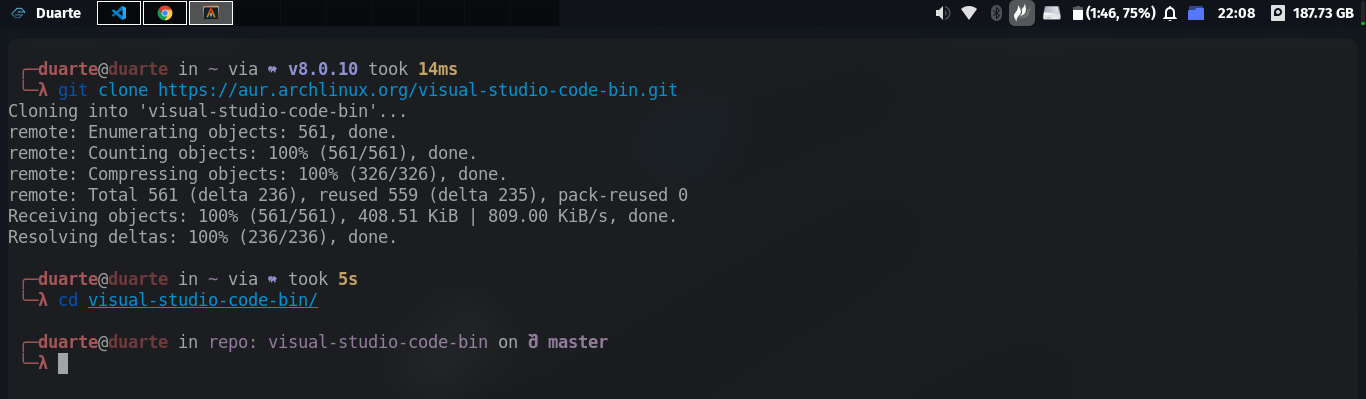 Duarte (1:46, 75%) 22:08 187.73 GB
duarte@duarte in ~ via v8.0.10 took 14ms
λ git clone https://aur.archlinux.org/visual-studio-code-bin.git
Cloning into 'visual-studio-code-bin'...
remote: Enumerating objects: 561, done.
remote: Counting objects: 100% (561/561), done.
remote: Compressing objects: 100% (326/326), done.
remote: Total 561 (delta 236), reused 559 (delta 235), pack-reused 0
Receiving objects: 100% (561/561), 408.51 KiB | 809.00 KiB/s, done.
Resolving deltas: 100% (236/236), done.
duarte@duarte in ~ via took 5s
λ cd visual-studio-code-bin/
duarte@duarte in repo: visual-studio-code-bin on master
λ